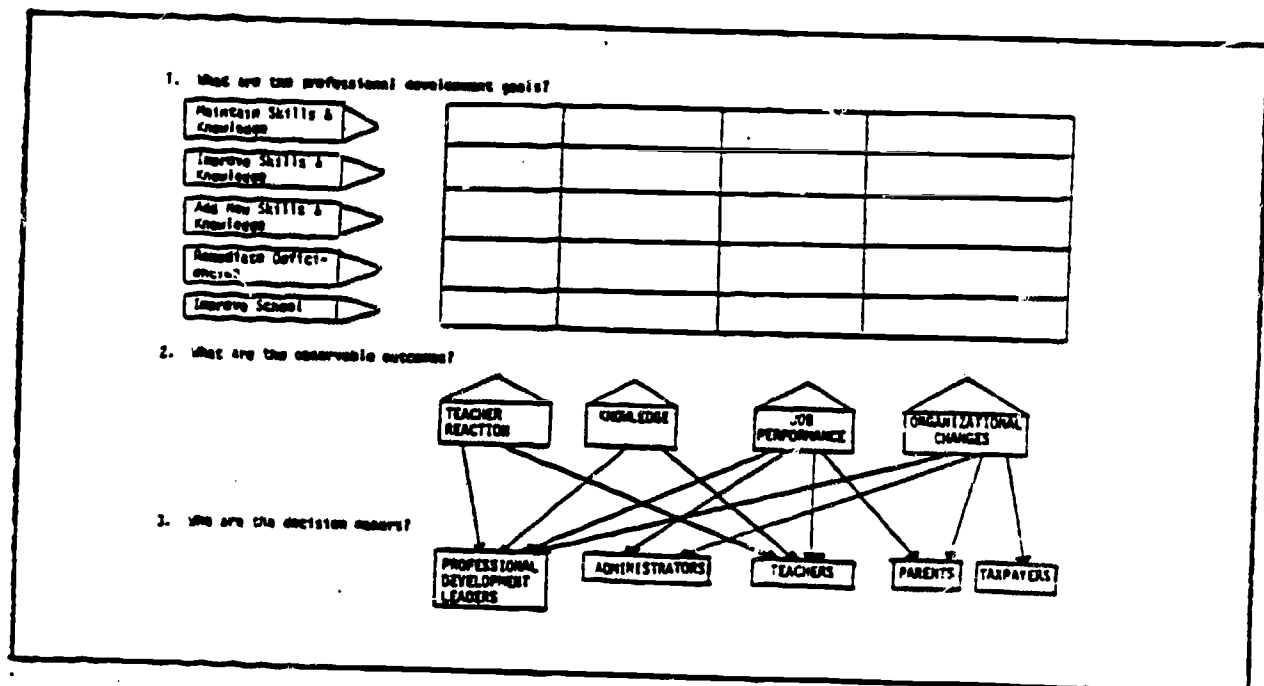 1. What are the professional development goals?
Maintain Skills &
Knowledge
Improve Skills &
Knowledge
Add New Skills &
Knowledge
Remediate Defici-
encies
Improve School
2. What are the observable outcomes?
TEACHER
REACTION
KNOWLEDGE
JOB
PERFORMANCE
ORGANIZATIONAL
CHANGES
3. Who are the decision makers?
PROFESSIONAL
DEVELOPMENT
LEADERS
ADMINISTRATORS
TEACHERS
PARENTS
TAXPAYERS